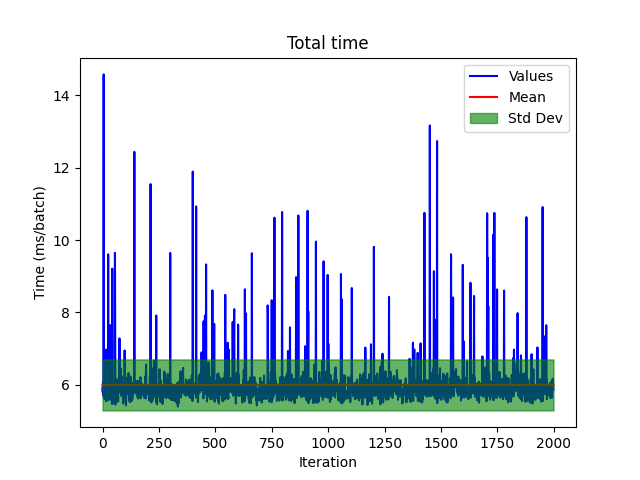 Total time
Time (ms/batch)
14
12
10
8
6
Values
Mean
Std Dev
0 250 500 750 1000 1250 1500 1750 2000
Iteration